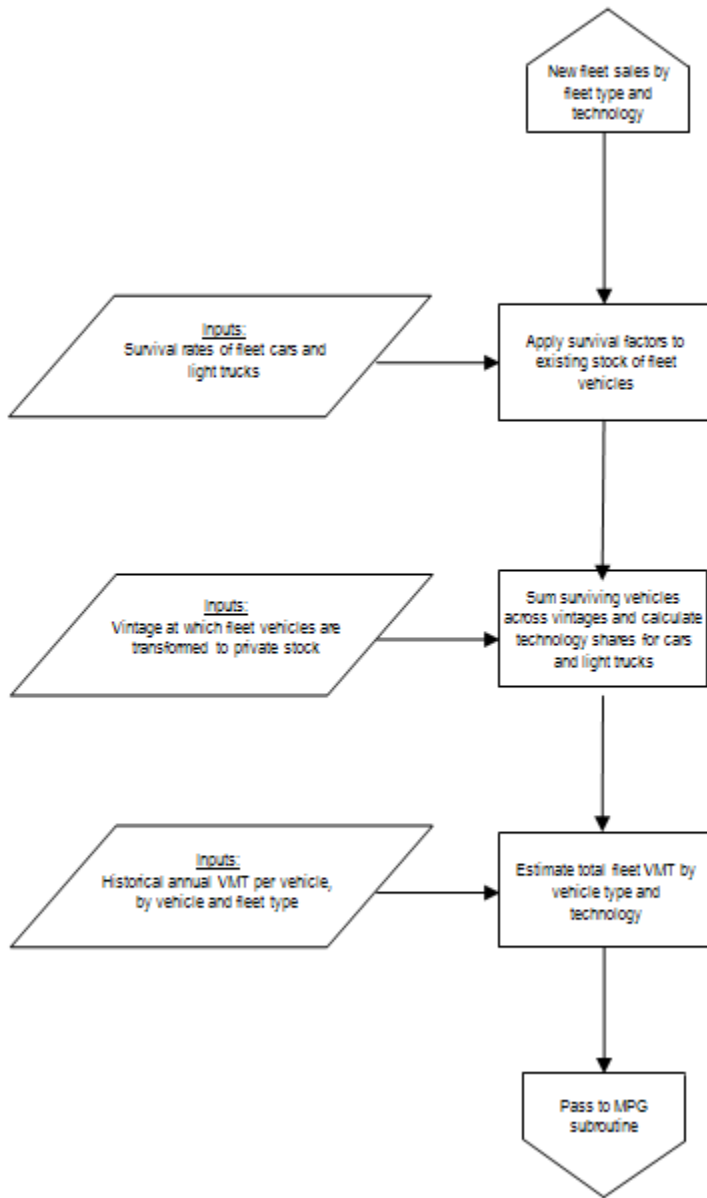 New fleet sales by
fleet type and
technology
Inputs:
Survival rates of fleet cars and
light trucks
Apply survival factors to
existing stock of fleet
vehicles
Inputs:
Vintage at which fleet vehicles are
transformed to private stock
Sum surviving vehicles
across vintages and calculate
technology shares for cars
and light trucks
Inputs:
Historical annual VMT per vehicle,
by vehicle and fleet type
Estimate total fleet VMT by
vehicle type and
technology
Pass to MPG
subroutine